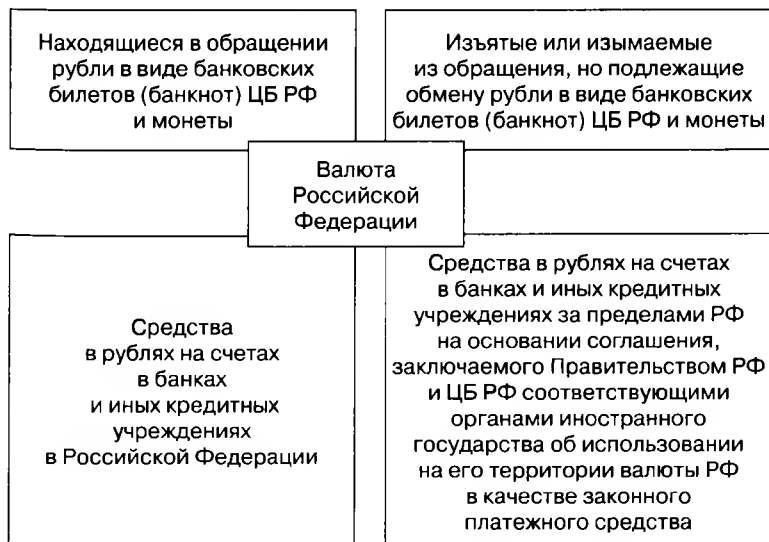 Находящиеся в обращении
рубли в виде банковских
билетов (банкнот) ЦБ РФ
и монеты
Изъятые или изымаемые
из обращения, но подлежащие
обмену рубли в виде банковских
билетов (банкнот) ЦБ РФ и монеты
Валюта
Российской
Федерации
Средства
в рублях на счетах
в банках
и иных кредитных
учреждениях
в Российской Федерации
Средства в рублях на счетах
в банках и иных кредитных
учреждениях за пределами РФ
на основании соглашения,
заключаемого Правительством РФ
и ЦБ РФ соответствующими
органами иностранного
государства об использовании
на его территории валюты РФ
в качестве законного
платежного средства